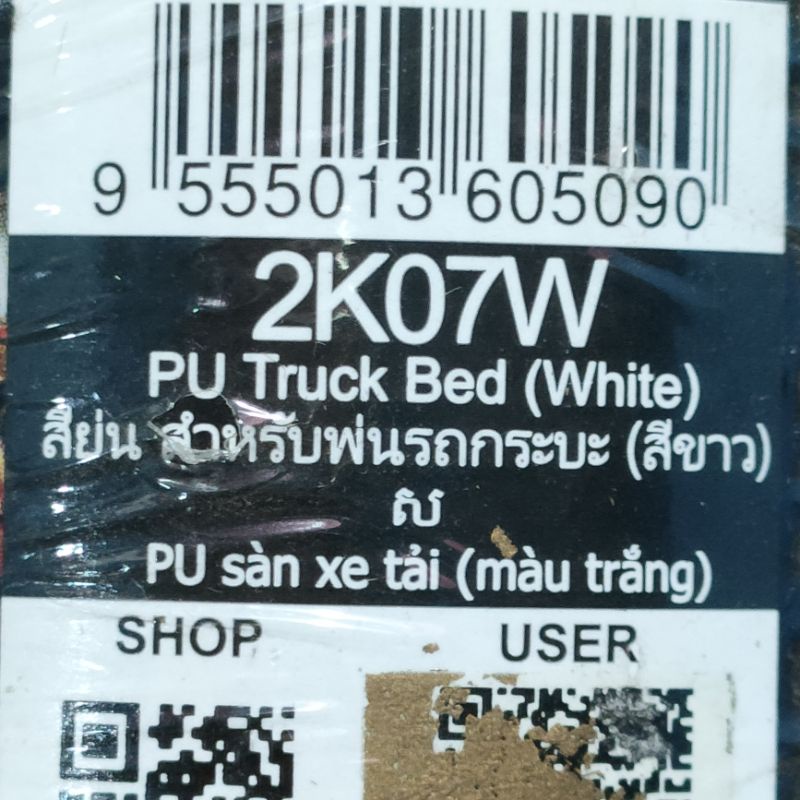 9 555013 605090
2K07W
PU Truck Bed (White)
สีย่น สำหรับพ่นรถกระบะ (สีขาว)
ស
PU sàn xe tải (màu trắng)
SHOP USER